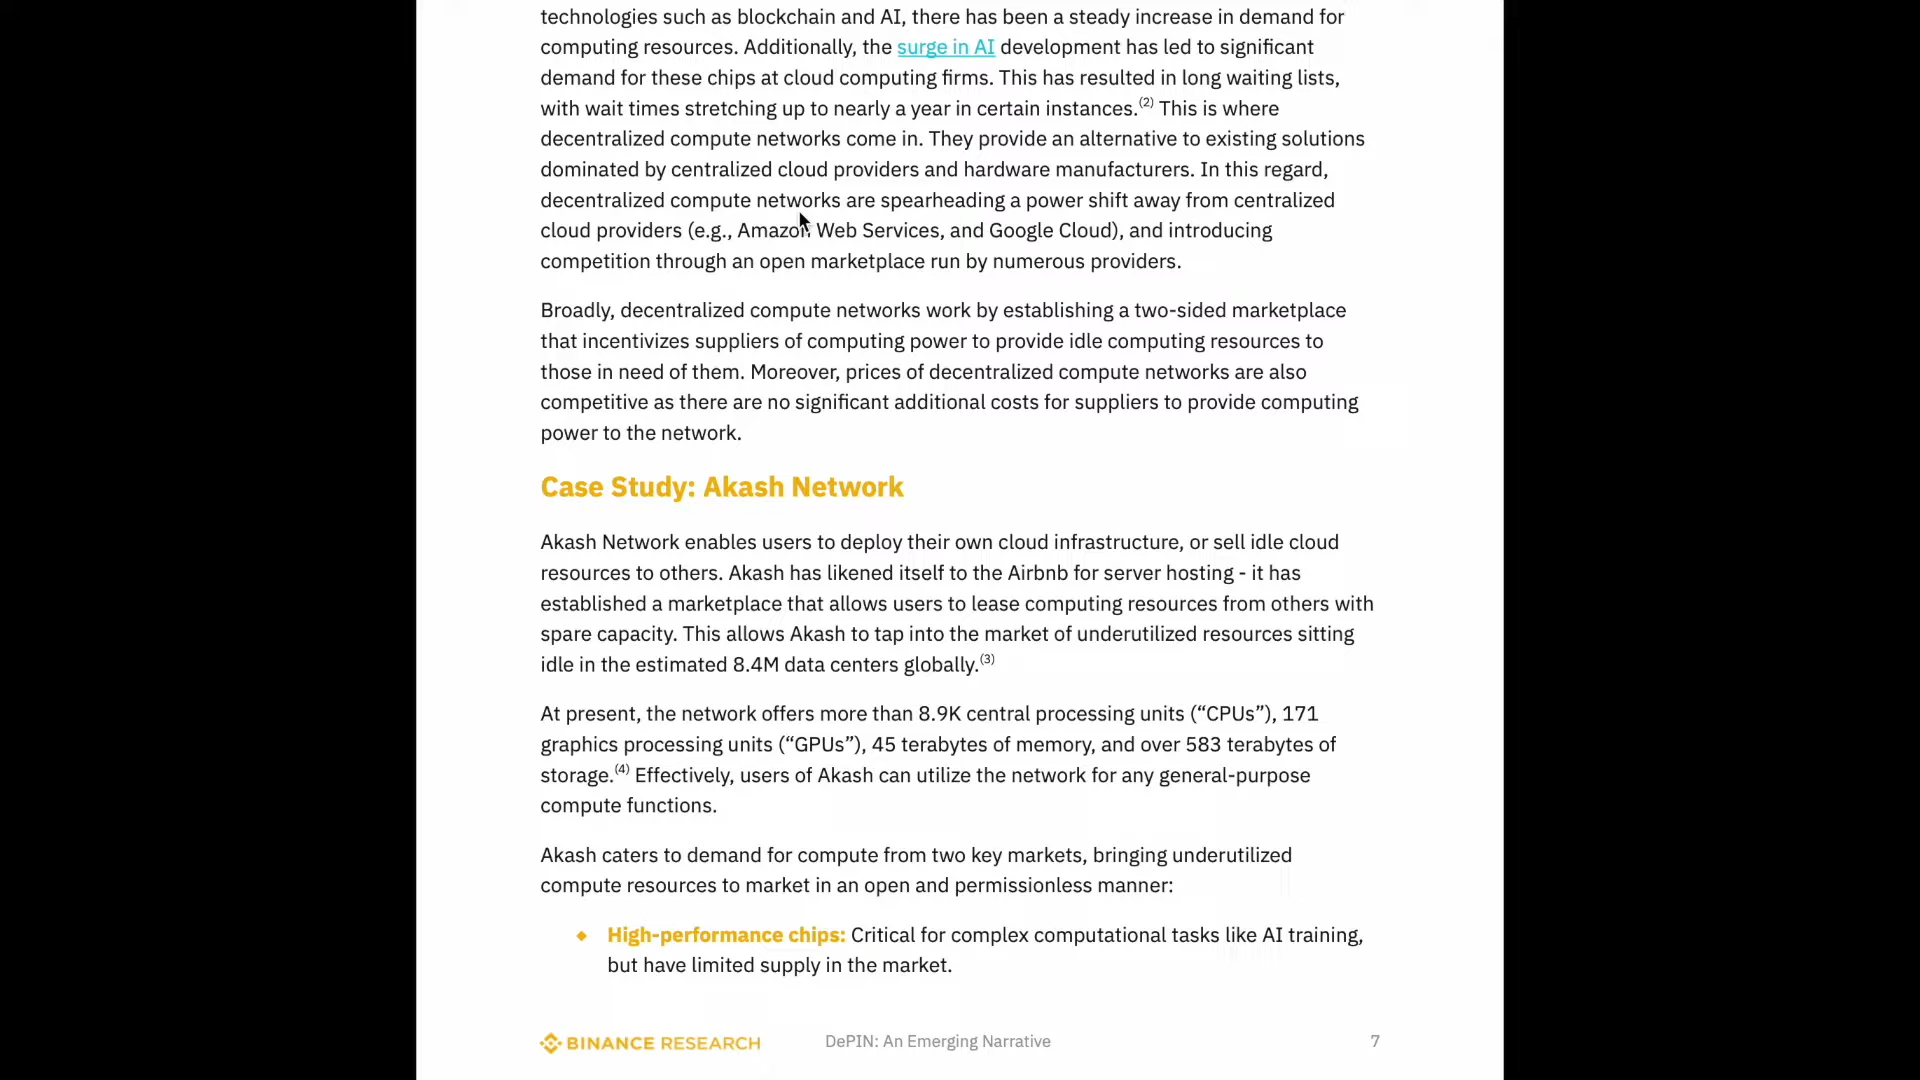 technologies such as blockchain and AI, there has been a steady increase in demand for
computing resources. Additionally, the surge in AI development has led to significant
demand for these chips at cloud computing firms. This has resulted in long waiting lists,
with wait times stretching up to nearly a year in certain instances.(2) This is where
decentralized compute networks come in. They provide an alternative to existing solutions
dominated by centralized cloud providers and hardware manufacturers. In this regard,
decentralized compute networks are spearheading a power shift away from centralized
cloud providers (e.g., Amazon Web Services, and Google Cloud), and introducing
competition through an open marketplace run by numerous providers.
Broadly, decentralized compute networks work by establishing a two-sided marketplace
that incentivizes suppliers of computing power to provide idle computing resources to
those in need of them. Moreover, prices of decentralized compute networks are also
competitive as there are no significant additional costs for suppliers to provide computing
power to the network.
Case Study: Akash Network
Akash Network enables users to deploy their own cloud infrastructure, or sell idle cloud
resources to others. Akash has likened itself to the Airbnb for server hosting - it has
established a marketplace that allows users to lease computing resources from others with
spare capacity. This allows Akash to tap into the market of underutilized resources sitting
idle in the estimated 8.4M data centers globally.(3)
At present, the network offers more than 8.9K central processing units (“CPUs”), 171
graphics processing units (“GPUs”), 45 terabytes of memory, and over 583 terabytes of
storage.(4) Effectively, users of Akash can utilize the network for any general-purpose
compute functions.
Akash caters to demand for compute from two key markets, bringing underutilized
compute resources to market in an open and permissionless manner:
◆ High-performance chips: Critical for complex computational tasks like AI training,
but have limited supply in the market.
BINANCE RESEARCH DePIN: An Emerging Narrative 7